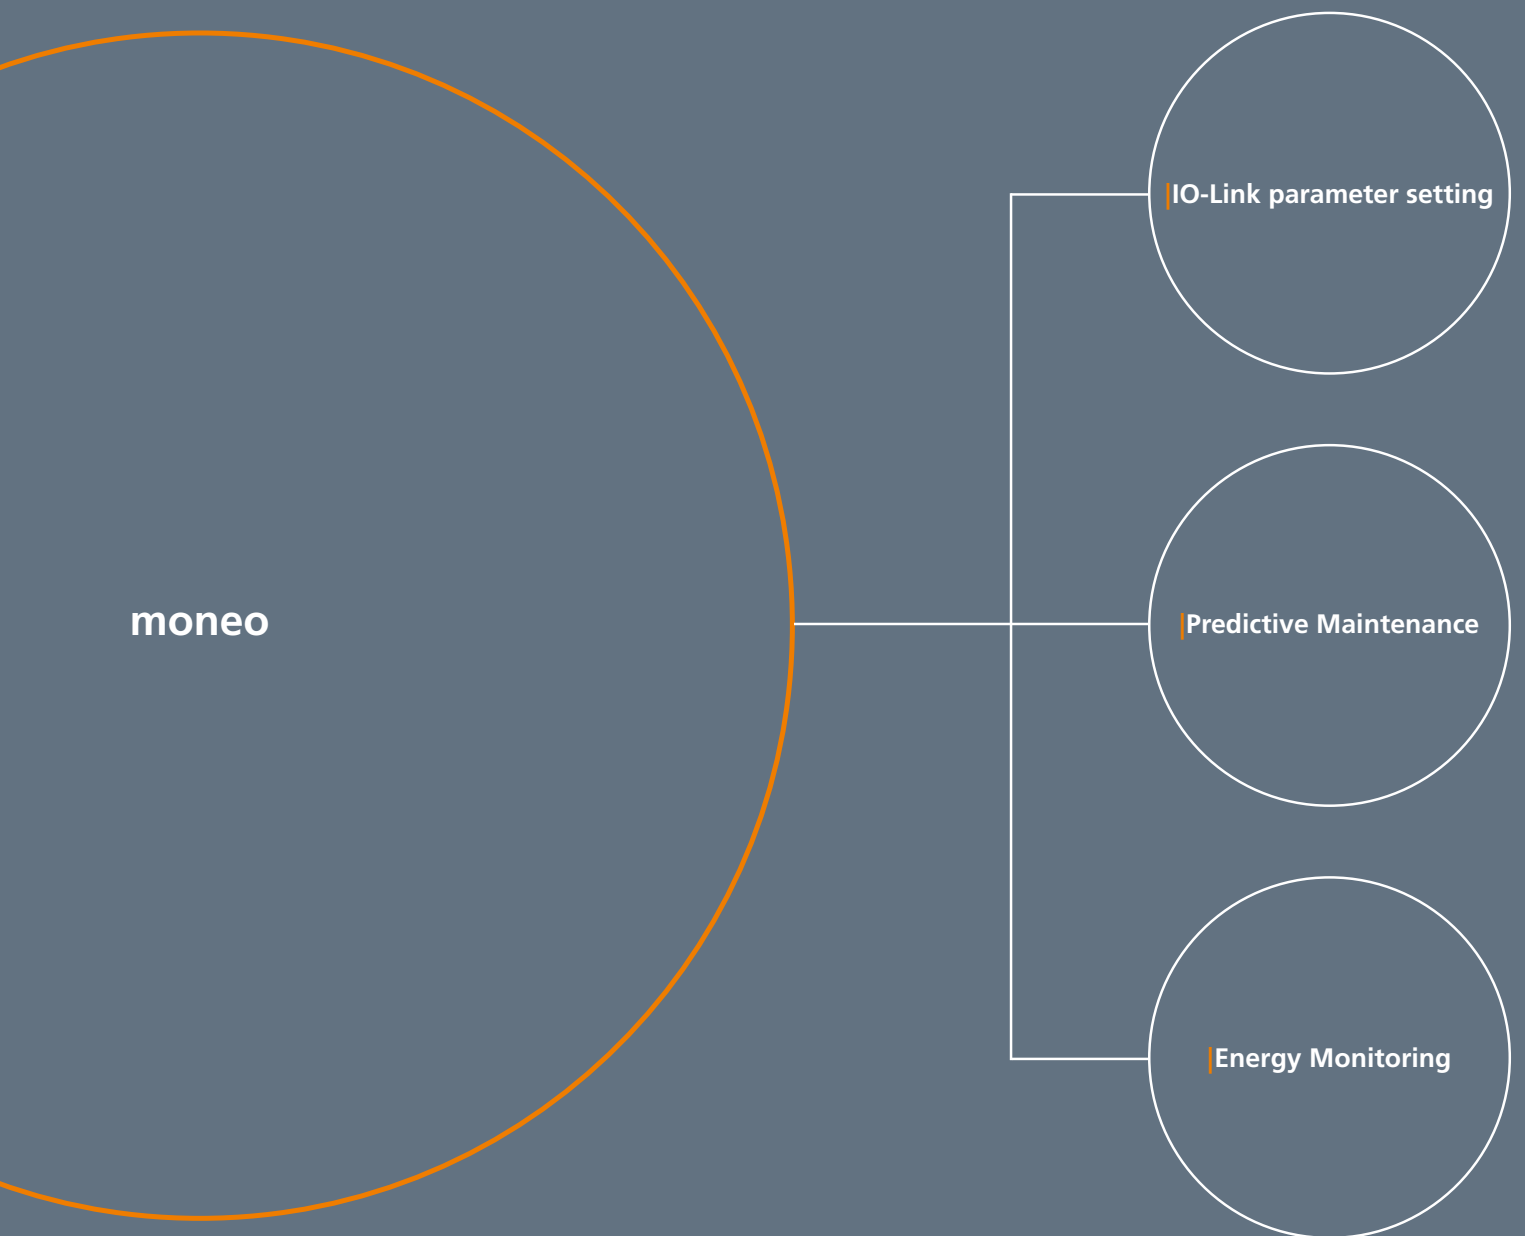 moneo
|IO-Link parameter setting
|Predictive Maintenance
|Energy Monitoring